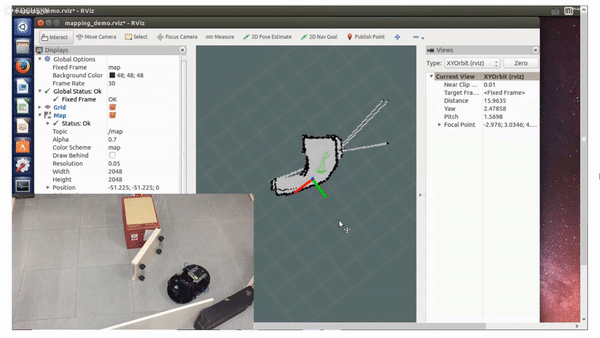 mapping_demo.rviz* - RViz
mapping_demo.rviz* - RViz
Interact Move Camera Select Focus Camera Measure 2D Pose Estimate 2D Nav Goal Publish Point
Displays
Global Options
Fixed Frame map
Background Color 48; 48; 48
Frame Rate 30
Global Status: Ok
Fixed Frame OK
Grid
Map
Status: Ok
Topic /map
Alpha 0.7
Color Scheme map
Draw Behind
Resolution 0.05
Width 2048
Height 2048
Position -51.225; -51.225; 0
Views
Type: XYOrbit (rviz) Zero
Current View XYOrbit (rviz)
Near Clip ... 0.01
Target Fra... <Fixed Frame>
Distance 15.9635
Yaw 2.47858
Pitch 1.5698
Focal Point -2.976; 3.0346; 4....